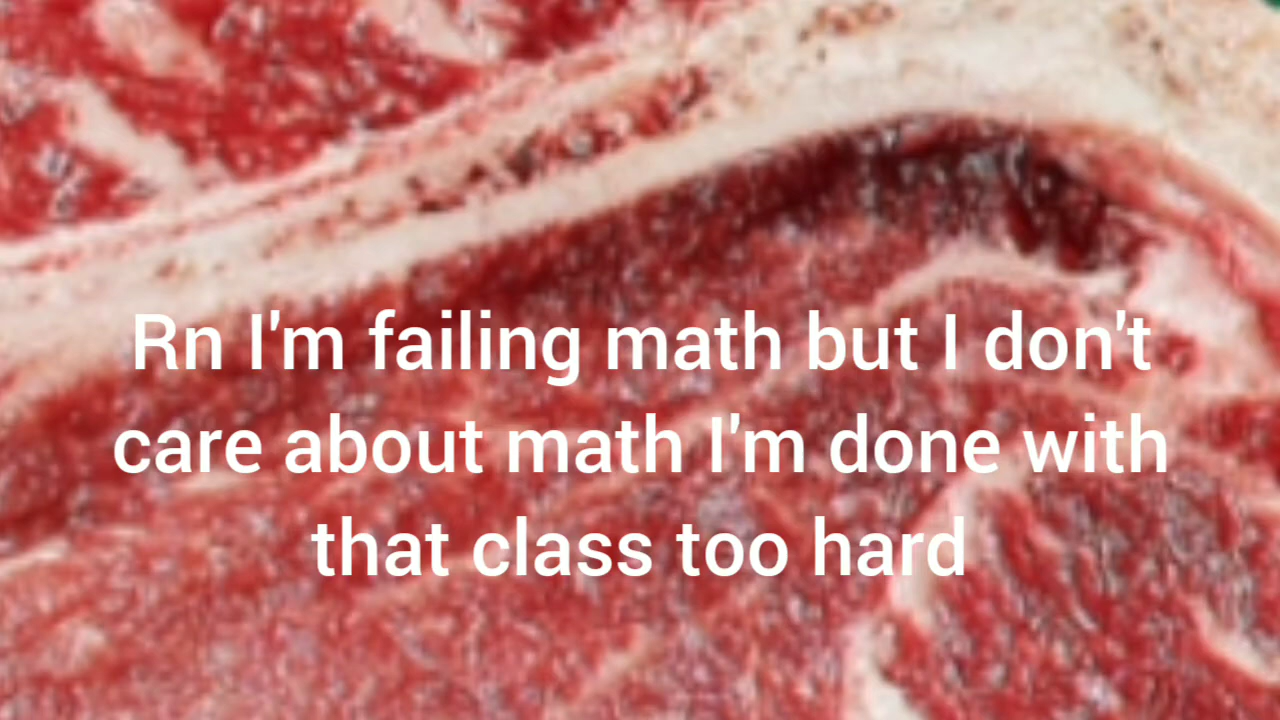 Rn I'm failing math but I don't
care about math I'm done with
that class too hard